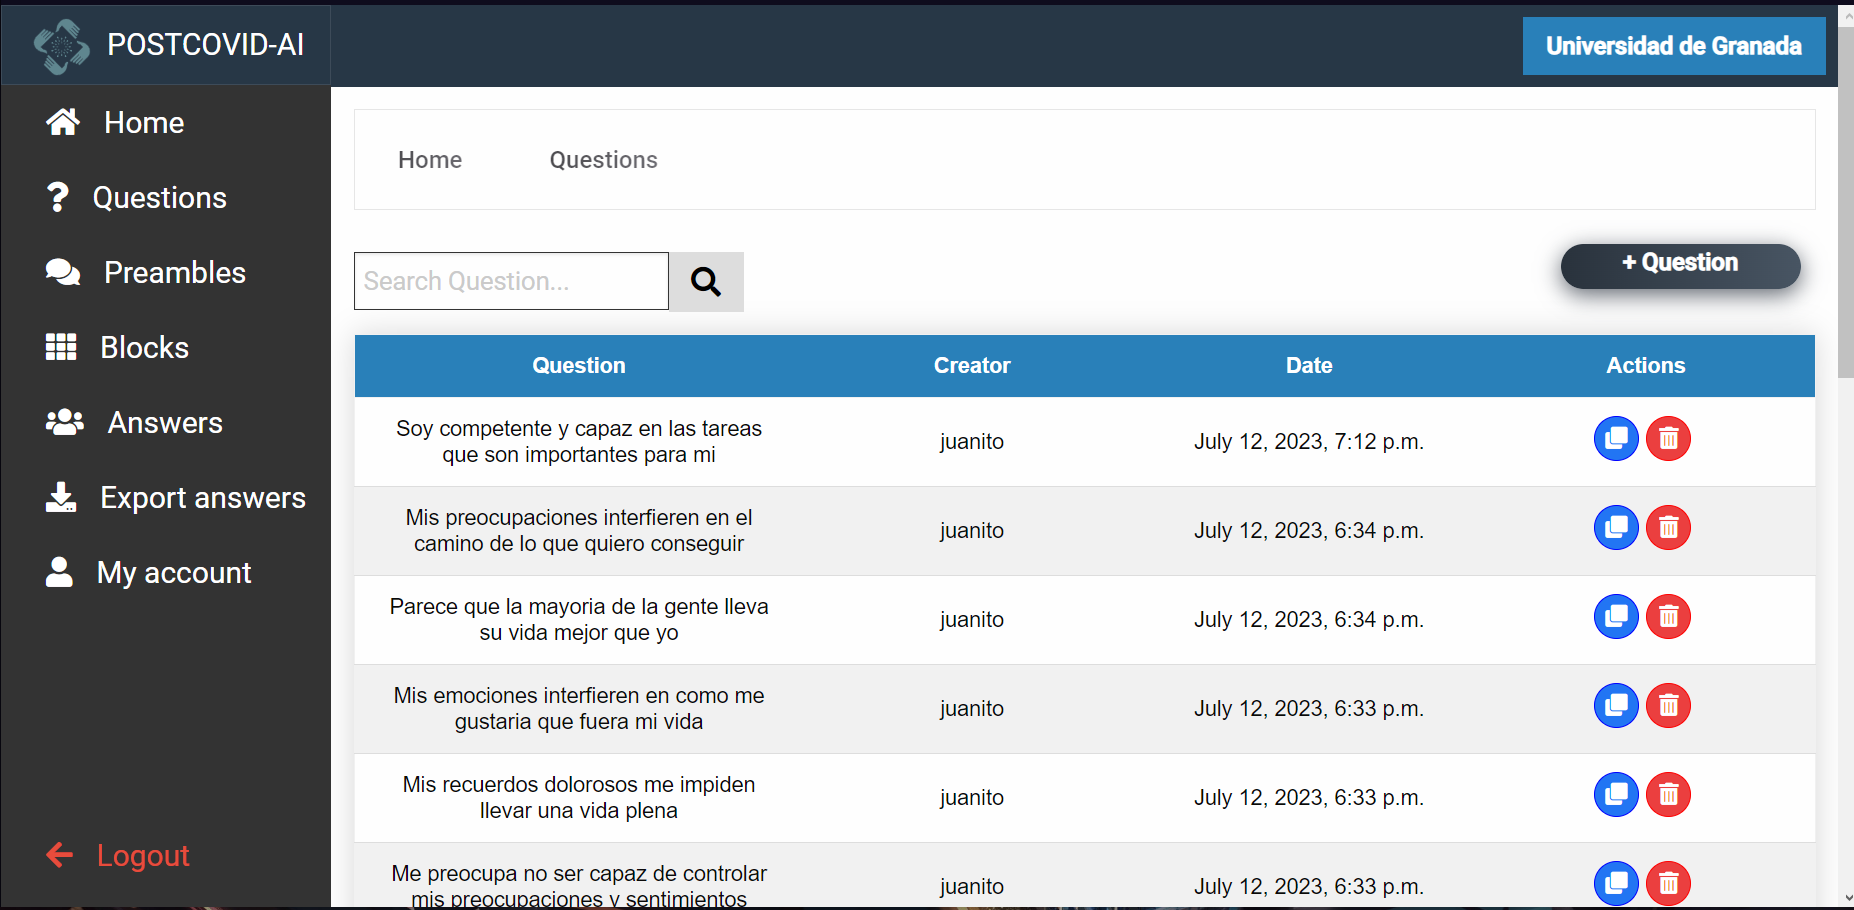 POSTCOVID-AI
Universidad de Granada
Home
Questions
Preambles
Blocks
Answers
Export answers
My account
Logout
Home Questions
Search Question...
+ Question
Question Creator Date Actions
Soy competente y capaz en las tareas
que son importantes para mi
juanito
July 12, 2023, 7:12 p.m.
Mis preocupaciones interfieren en el
camino de lo que quiero conseguir
juanito
July 12, 2023, 6:34 p.m.
Parece que la mayoria de la gente lleva
su vida mejor que yo
juanito
July 12, 2023, 6:34 p.m.
Mis emociones interfieren en como me
gustaria que fuera mi vida
juanito
July 12, 2023, 6:33 p.m.
Mis recuerdos dolorosos me impiden
llevar una vida plena
juanito
July 12, 2023, 6:33 p.m.
Me preocupa no ser capaz de controlar
mis preocupaciones y sentimientos
juanito
July 12, 2023, 6:33 p.m.